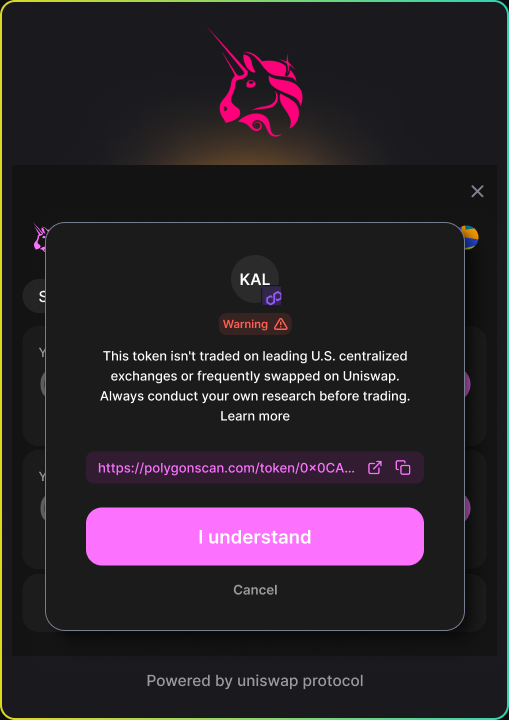 KAL
Warning
This token isn't traded on leading U.S. centralized
exchanges or frequently swapped on Uniswap.
Always conduct your own research before trading.
Learn more
https://polygonscan.com/token/0x0CA...
I understand
Cancel
Powered by uniswap protocol